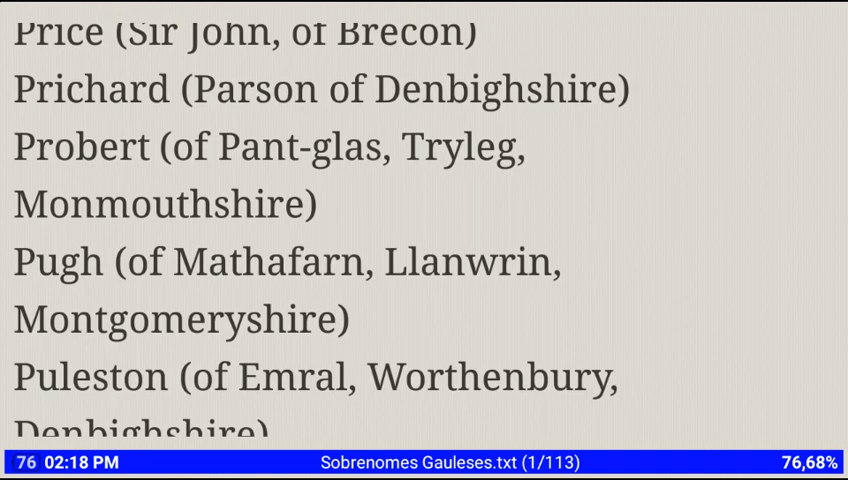 Price (Sir John, of Brecon)
Prichard (Parson of Denbighshire)
Probert (of Pant-glas, Tryleg,
Monmouthshire)
Pugh (of Mathafarn, Llanwrin,
Montgomeryshire)
Puleston (of Emral, Worthenbury,
Denbighshire)
76 02:18 PM Sobrenomes Gauleses.txt (1/113) 76,68%